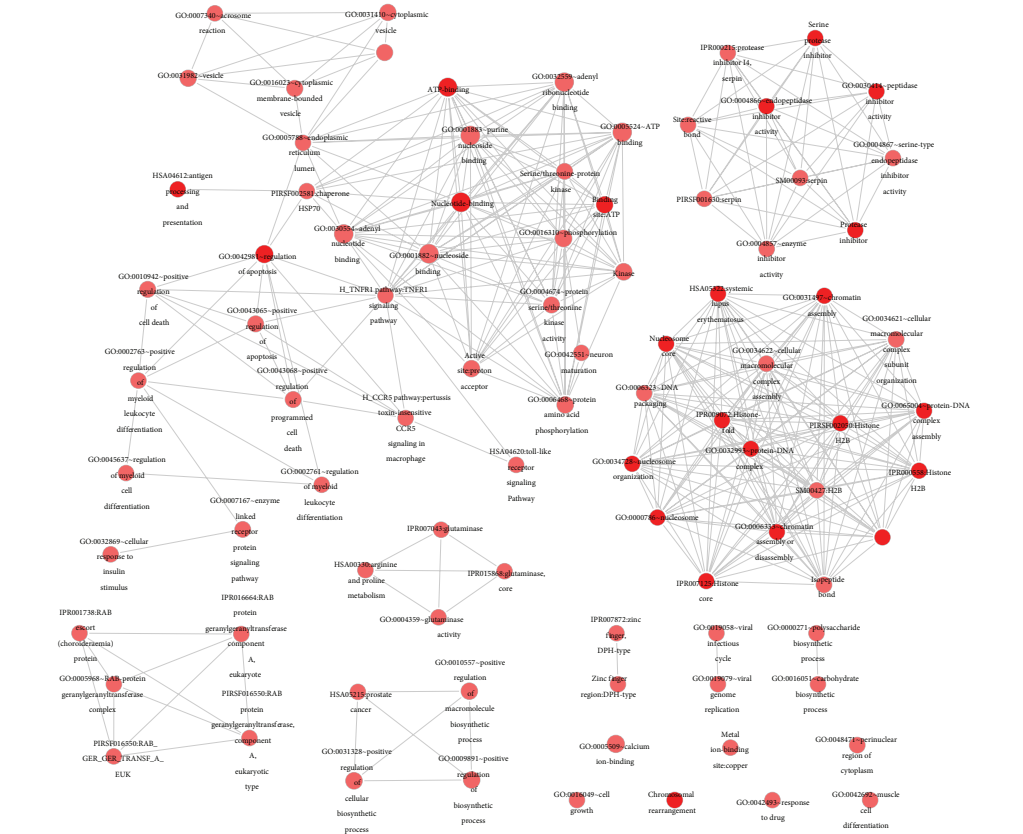 GO:0007340~acrosome
reaction
GO:0031410~cytoplasmic
vesicle
GO:0031982~vesicle
GO:0016023~cytoplasmic
membrane-bounded
vesicle
GO:0005788~endoplasmic
reticulum
lumen
HSA04612:antigen
processing
and
presentation
PIRSF002581:chaperone
HSP70
ATP-binding
GO:0032559~adenyl
ribonucleotide
binding
GO:0001883~purine
nucleoside
binding
GO:0005524~ATP
binding
Serine/threonine-protein
kinase
Nucleotide-binding
Binding
site:ATP
GO:0030554~adenyl
nucleotide
binding
GO:0016310~phosphorylation
GO:0001882~nucleoside
binding
Kinase
GO:0042981~regulation
of apoptosis
GO:0010942~positive
regulation
of
cell death
H_TNFR1 pathway:TNFR1
signaling
pathway
GO:0004674~protein
serine/threonine
kinase
activity
GO:0043065~positive
regulation
of
apoptosis
GO:0002763~positive
regulation
of
myeloid
leukocyte
differentiation
GO:0043068~positive
regulation
of
programmed
cell
death
Active
site:proton
acceptor
GO:0042551~neuron
maturation
GO:0006468~protein
amino acid
phosphorylation
H_CCR5 pathway:pertussis
toxin-insensitive
CCR5
signaling in
macrophage
HSA04620:toll-like
receptor
signaling
Pathway
GO:0045637~regulation
of myeloid
cell
differentiation
GO:0002761~regulation
of myeloid
leukocyte
differentiation
GO:0007167~enzyme
linked
receptor
protein
signaling
pathway
GO:0032869~cellular
response to
insulin
stimulus
Serine
protease
inhibitor
IPR000215:protease
inhibitor I4,
serpin
GO:0030414~peptidase
inhibitor
activity
GO:0004866~endopeptidase
inhibitor
activity
Site:reactive
bond
GO:0004867~serine-type
endopeptidase
inhibitor
activity
SM00093:serpin
PIRSF001630:serpin
Protease
inhibitor
GO:0004857~enzyme
inhibitor
activity
HSA05322:systemic
lupus
erythematosus
GO:0031497~chromatin
assembly
GO:0034621~cellular
macromolecular
complex
subunit
organization
Nucleosome
core
GO:0034622~cellular
macromolecular
complex
assembly
GO:0006323~DNA
packaging
GO:0065004~protein-DNA
complex
assembly
IPR009072:Histone-
fold
PIRSF002050:Histone
H2B
GO:0032993~protein-DNA
complex
GO:0034728~nucleosome
organization
IPR000558:Histone
H2B
SM00427:H2B
GO:0000786~nucleosome
GO:0006333~chromatin
assembly or
disassembly
IPR007125:Histone
core
Isopeptide
bond
IPR007043:glutaminase
HSA00330:arginine
and proline
metabolism
IPR015868:glutaminase,
core
GO:0004359~glutaminase
activity
IPR001738:RAB
escort
(choroideraemia)
protein
IPR016664:RAB
protein
geranylgeranyltransferase
component
A,
eukaryote
GO:0005968~RAB-protein
geranylgeranyltransferase
complex
PIRSF016550:RAB
protein
geranylgeranyltransferase,
component
A,
eukaryotic
type
PIRSF016550:RAB_
GER_GER_TRANSF_A_
EUK
HSA05215:prostate
cancer
GO:0010557~positive
regulation
of
macromolecule
biosynthetic
process
GO:0031328~positive
regulation
of
cellular
biosynthetic
process
GO:0009891~positive
regulation
of
biosynthetic
process
IPR007872:zinc
finger,
DPH-type
Zinc finger
region:DPH-type
GO:0019058~viral
infectious
cycle
GO:0019079~viral
genome
replication
GO:0000271~polysaccharide
biosynthetic
process
GO:0016051~carbohydrate
biosynthetic
process
GO:0005509~calcium
ion-binding
Metal
ion-binding
site:copper
GO:0048471~perinuclear
region of
cytoplasm
GO:0016049~cell
growth
Chromosomal
rearrangement
GO:0042493~response
to drug
GO:0042692~muscle
cell
differentiation